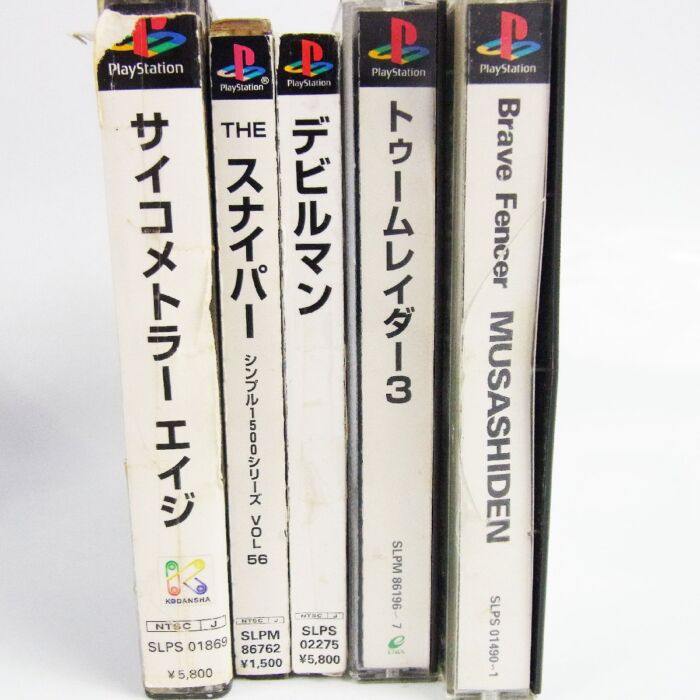 PlayStation
サイコメトラー エイジ
KODANSHA
NTSC J
SLPS 01869
¥5,800
PlayStation®
THE スナイパー
シンプル1500シリーズ VOL 56
NTSC J
SLPM
86762
¥1,500
PlayStation
デビルマン
NTSC J
SLPS
02275
¥5,800
PlayStation
トゥームレイダー3
SLPM 86196~7
PlayStation
Brave Fencer MUSASHIDEN
SLPS 01490~1